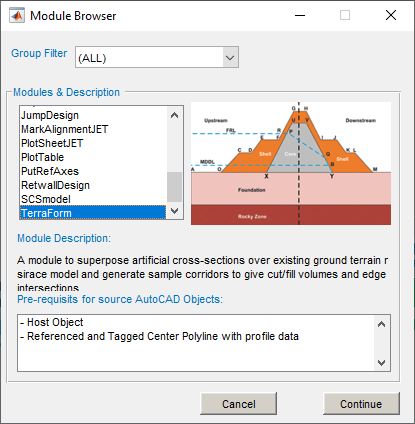 Module Browser
Group Filter
(ALL)
Modules & Description
JumpDesign
MarkAlignmentJET
PlotSheetJET
PlotTable
PutRefAxes
RetwallDesign
SCSmodel
TerraForm
G H
Upstream
Downstream
U V
FRL
R
P
E F
I J
C D
K L
Shell
Core
Shell
MDDL
Q
B
A
O
M
X
Y
Foundation
Rocky Zone
Module Description:
A module to superpose artificial cross-sections over existing ground terrain r
sirace model and generate sample corridors to give cut/fill volumes and edge
intersections
Pre-requisits for source AutoCAD Objects:
- Host Object
- Referenced and Tagged Center Polyline with profile data
Cancel
Continue